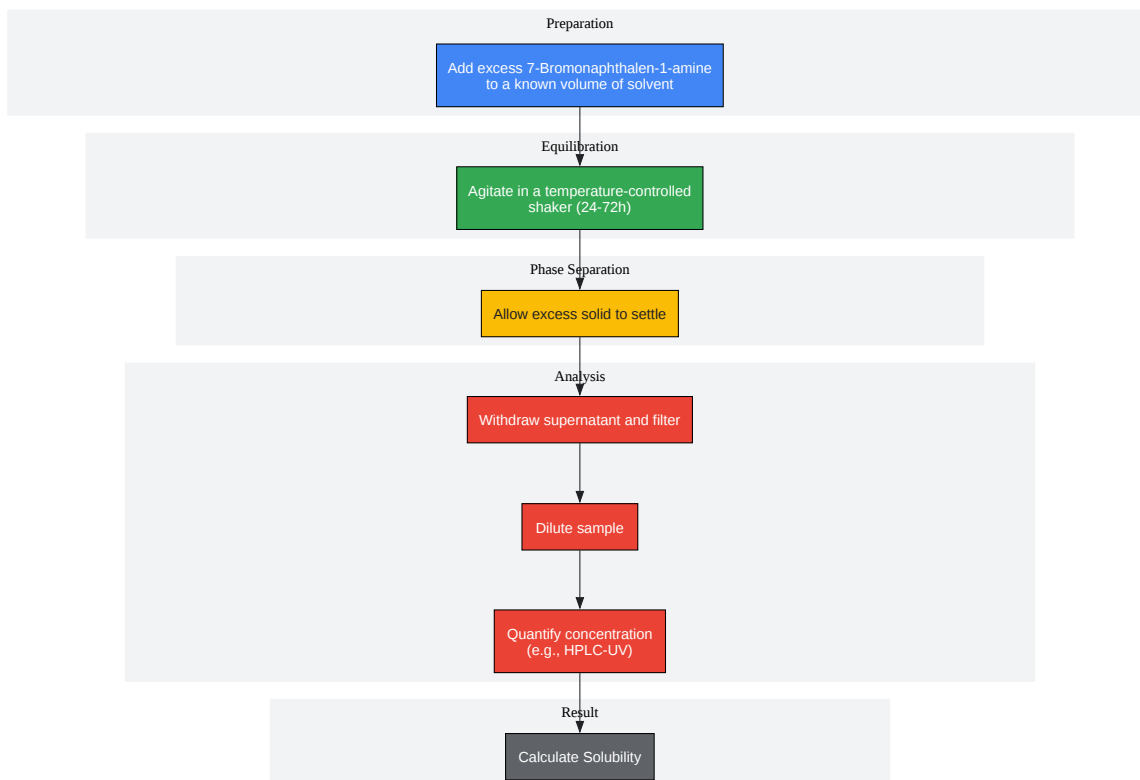 Preparation
Add excess 7-Bromonaphthalen-1-amine
to a known volume of solvent
Equilibration
Agitate in a temperature-controlled
shaker (24-72h)
Phase Separation
Allow excess solid to settle
Analysis
Withdraw supernatant and filter
Dilute sample
Quantify concentration
(e.g., HPLC-UV)
Result
Calculate Solubility